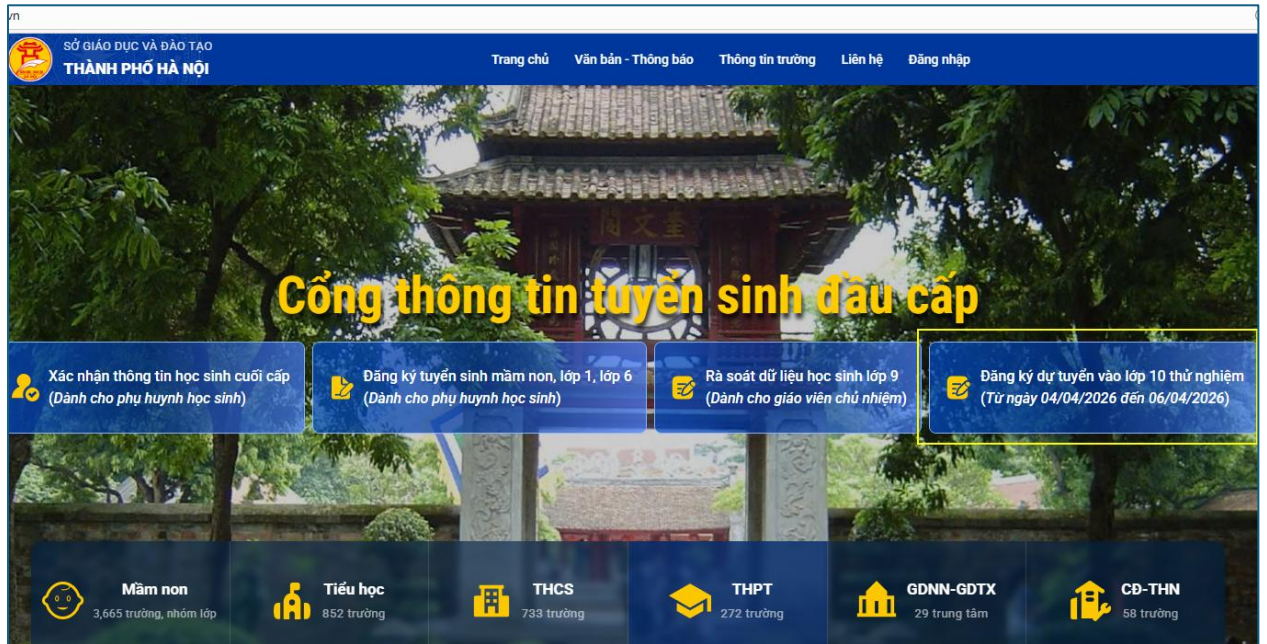 vn
SỞ GIÁO DỤC VÀ ĐÀO TẠO
THÀNH PHỐ HÀ NỘI
Trang chủ Văn bản - Thông báo Thông tin trường Liên hệ Đăng nhập
奎文閣
Cổng thông tin tuyển sinh đầu cấp
Xác nhận thông tin học sinh cuối cấp
(Dành cho phụ huynh học sinh)
Đăng ký tuyển sinh mầm non, lớp 1, lớp 6
(Dành cho phụ huynh học sinh)
Rà soát dữ liệu học sinh lớp 9
(Dành cho giáo viên chủ nhiệm)
Đăng ký dự tuyển vào lớp 10 thử nghiệm
(Từ ngày 04/04/2026 đến 06/04/2026)
Mầm non
3,665 trường, nhóm lớp
Tiểu học
852 trường
THCS
733 trường
THPT
272 trường
GDNN-GDTX
29 trung tâm
CĐ-THN
58 trường